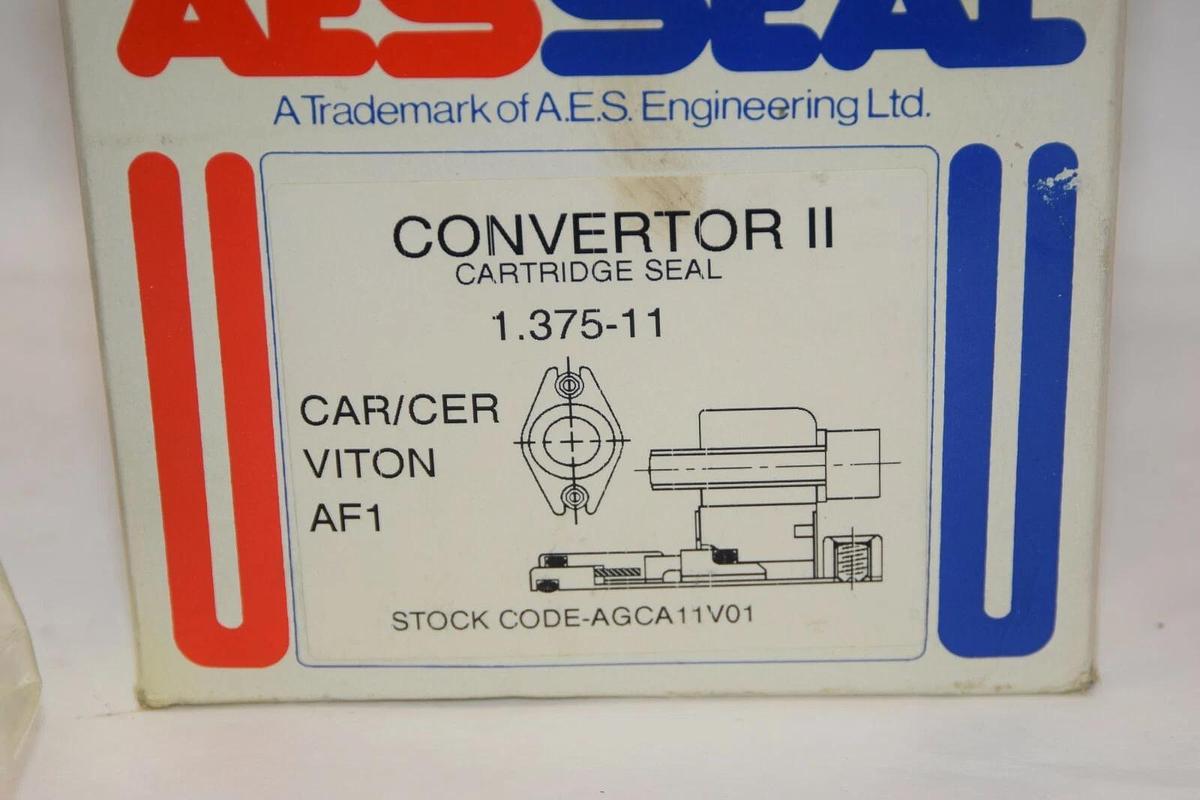 AESSEAL
A Trademark of A.E.S. Engineering Ltd.
CONVERTOR II
CARTRIDGE SEAL
1.375-11
CAR/CER
VITON
AF1
STOCK CODE-AGCA11V01